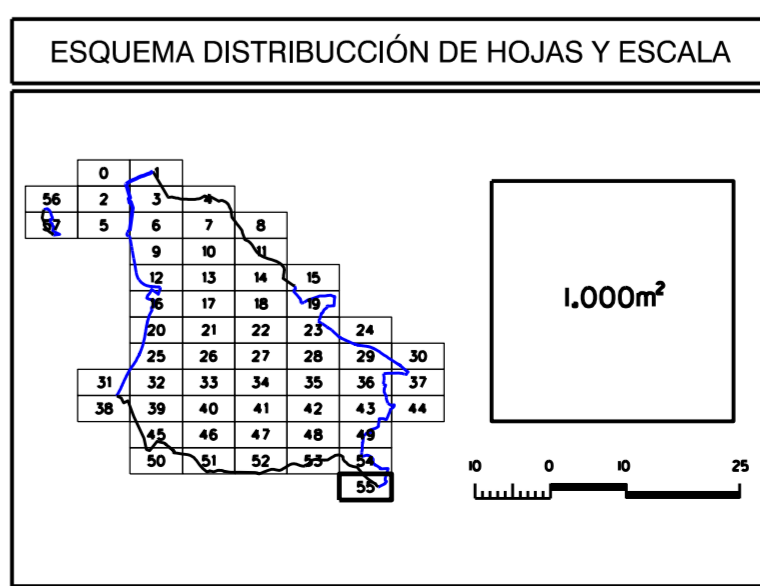 ESQUEMA DISTRIBUCCIÓN DE HOJAS Y ESCALA
0 1
56 2 3 4
57 5 6 7 8
9 10 11
12 13 14 15
16 17 18 19
20 21 22 23 24
25 26 27 28 29 30
31 32 33 34 35 36 37
38 39 40 41 42 43 44
45 46 47 48 49
50 51 52 53 54
55
1.000m²
10 0 10 25